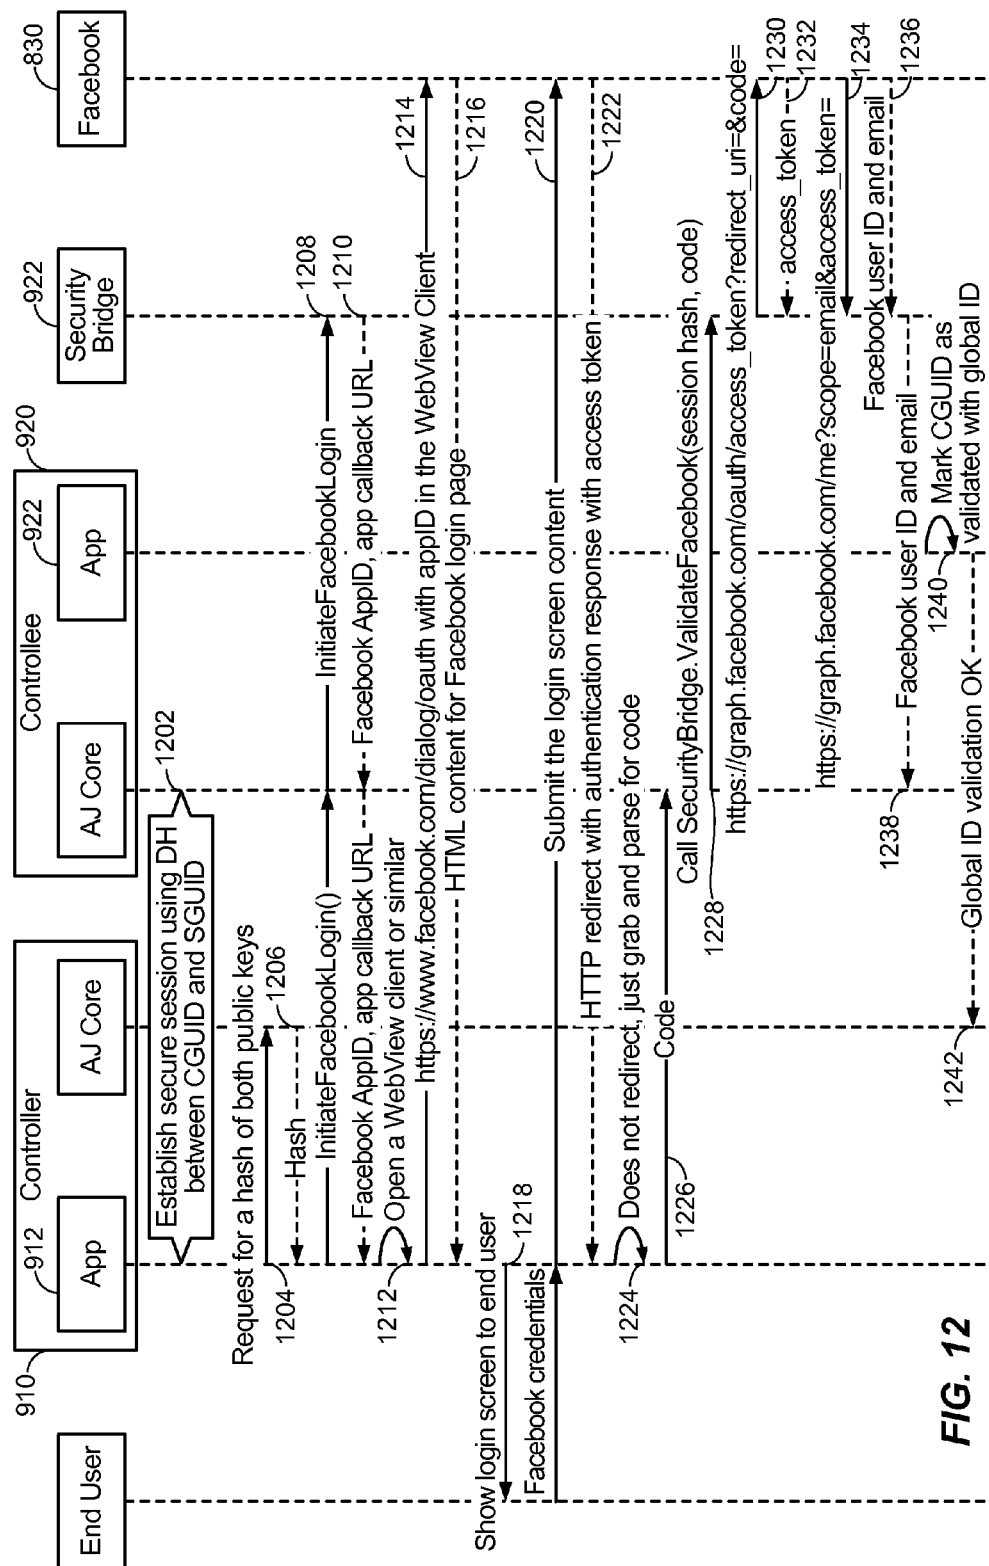 End User
910
Controller
912
App
AJ Core
920
Controllee
AJ Core
922
App
922
Security
Bridge
830
Facebook
Establish secure session using DH
between CGUID and SGUID
1202
Request for a hash of both public keys
1204
Hash
1206
InitiateFacebookLogin()
InitiateFacebookLogin
1208
Facebook AppID, app callback URL
Facebook AppID, app callback URL
1210
Open a WebView client or similar
1212
https://www.facebook.com/dialog/oauth with appID in the WebView Client
1214
HTML content for Facebook login page
1216
Show login screen to end user
1218
Facebook credentials
Submit the login screen content
1220
HTTP redirect with authentication response with access token
1222
Does not redirect, just grab and parse for code
1224
Code
1226
Call SecurityBridge.ValidateFacebook(session hash, code)
1228
https://graph.facebook.com/oauth/access_token?redirect_uri=&code=
1230
access_token
1232
https://graph.facebook.com/me?scope=email&access_token=
1234
Facebook user ID and email
1236
Facebook user ID and email
1238
Mark CGUID as
validated with global ID
1240
Global ID validation OK
1242
FIG. 12